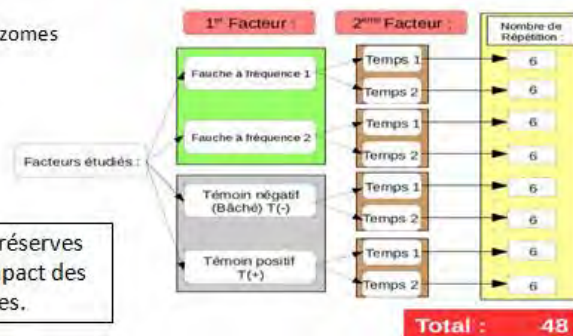 zomes
1er Facteur :
2ème Facteur :
Nombre de
Répétition :
Facteurs étudiés :
Fauche à fréquence 1
Temps 1
6
Temps 2
6
Fauche à fréquence 2
Temps 1
6
Temps 2
6
Témoin négatif
(Bâché) T(-)
Temps 1
6
Temps 2
6
Témoin positif
T(+)
Temps 1
6
Temps 2
6
réserves
pact des
es.
Total : 48